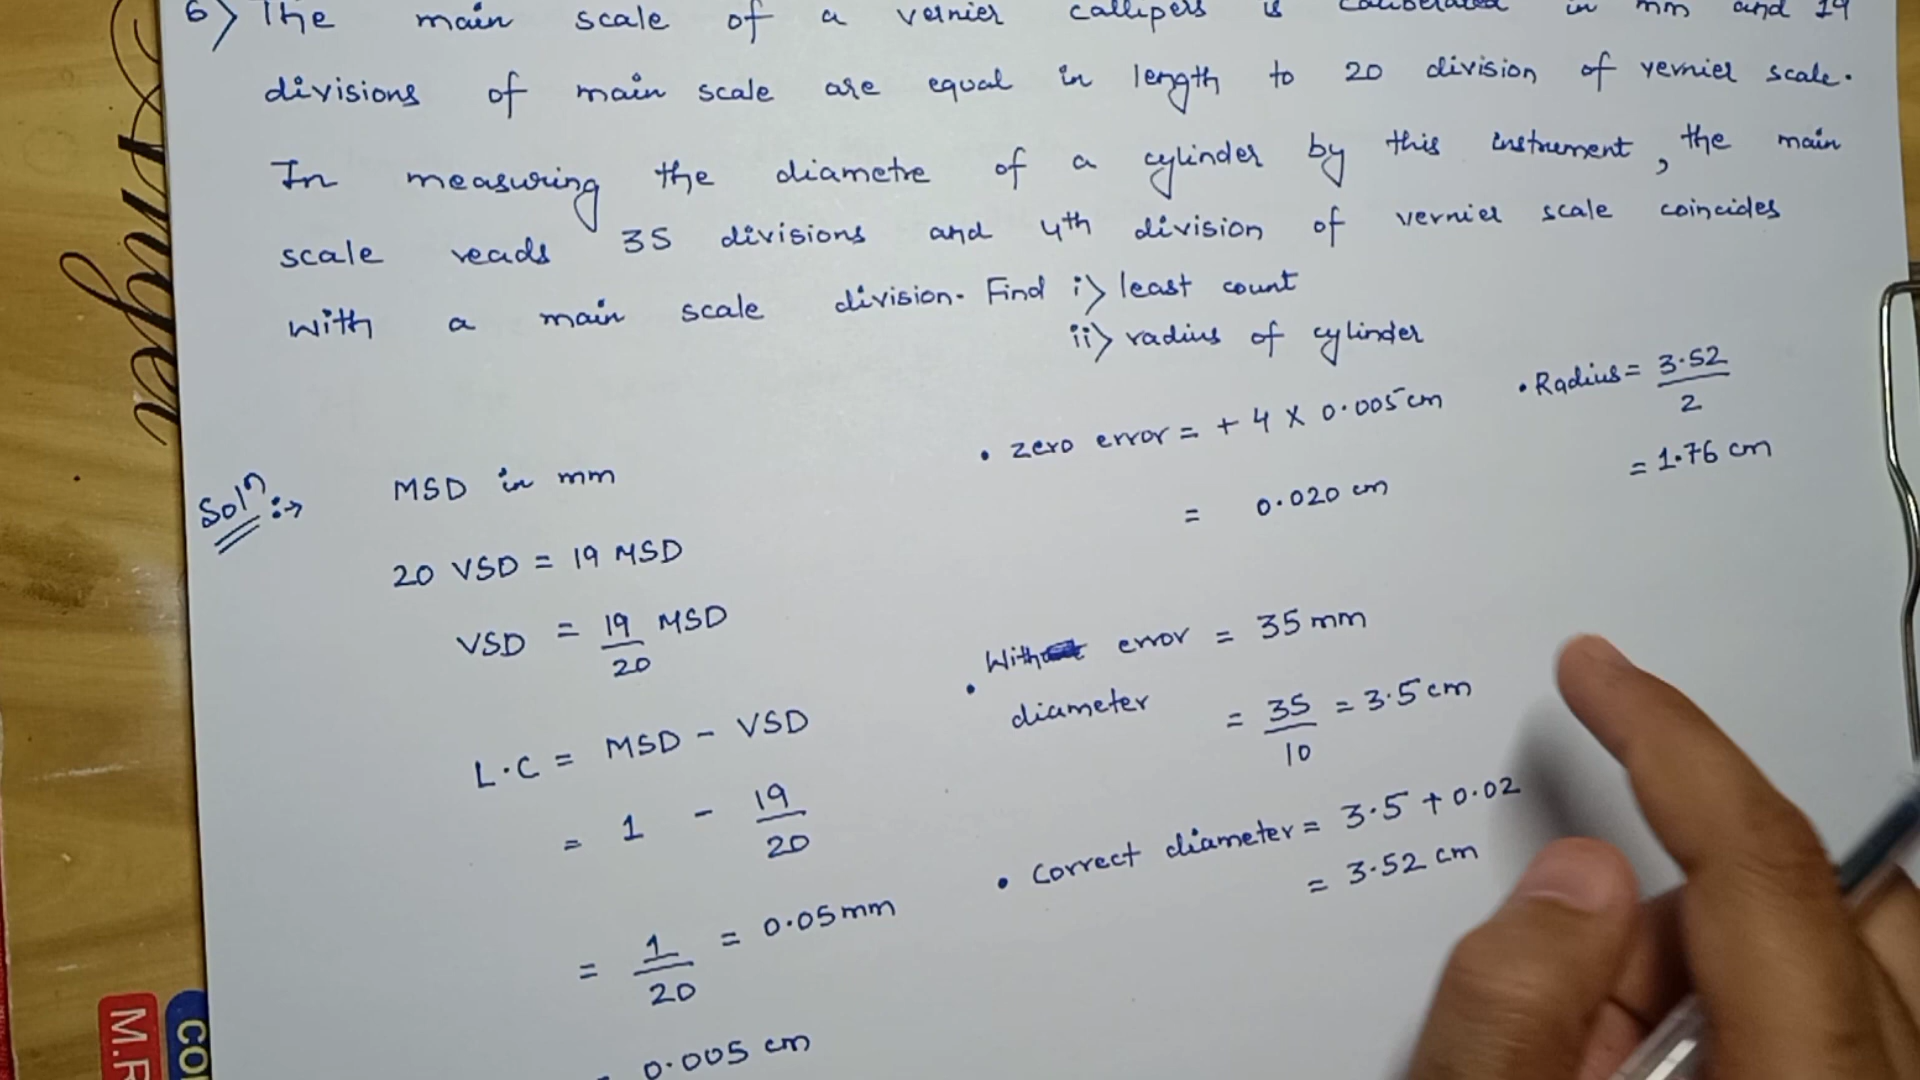 6) The main scale of a vernier callipers is caliberated in mm and 19
divisions of main scale are equal in length to 20 division of vernier scale.
In measuring the diametre of a cylinder by this instrument, the main
scale reads 35 divisions and 4th division of vernier scale coincides
with a main scale division. Find i) least count
ii) radius of cylinder
Solⁿ :→
MSD in mm
20 VSD = 19 MSD
VSD = 19/20 MSD
L.C = MSD - VSD
= 1 - 19/20
= 1/20 = 0.05 mm
= 0.005 cm
• zero error = + 4 × 0.005 cm
= 0.020 cm
• With error = 35 mm
diameter = 35/10 = 3.5 cm
• Correct diameter = 3.5 + 0.02
= 3.52 cm
• Radius = 3.52/2
= 1.76 cm
M.R
CO